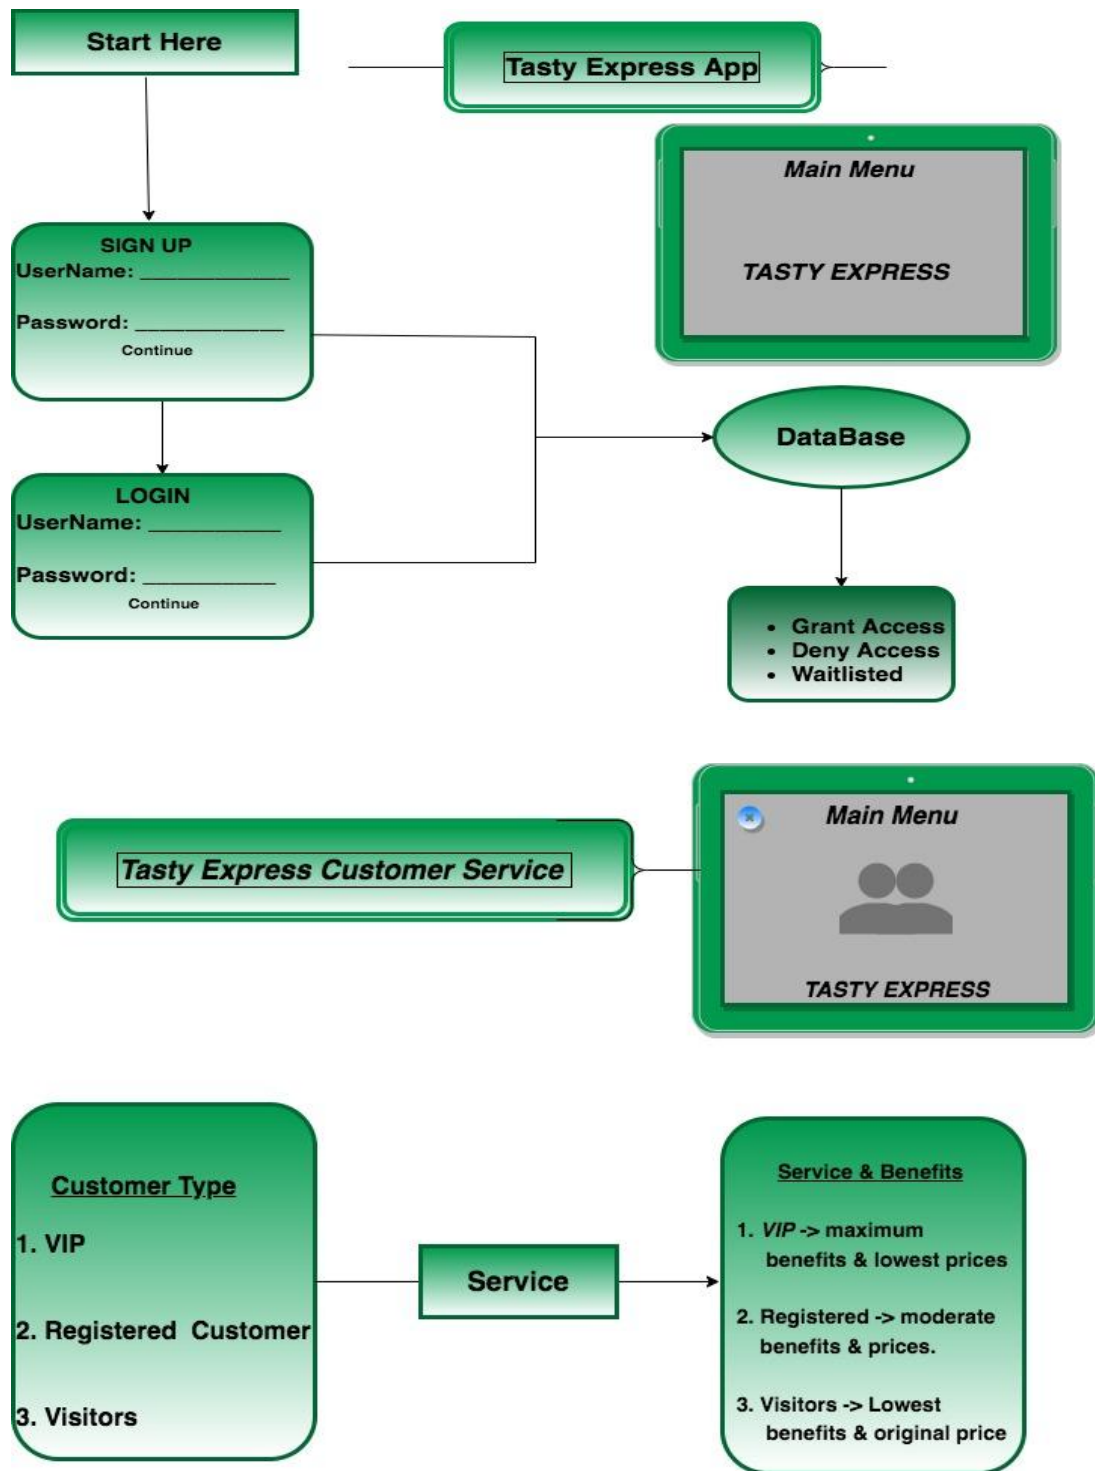 Start Here
Tasty Express App
Main Menu
TASTY EXPRESS
SIGN UP
UserName: _____________
Password: _____________
Continue
LOGIN
UserName: ____________
Password: ____________
Continue
DataBase
• Grant Access
• Deny Access
• Waitlisted
Tasty Express Customer Service
Main Menu
TASTY EXPRESS
Customer Type
1. VIP
2. Registered Customer
3. Visitors
Service
Service & Benefits
1. VIP -> maximum
benefits & lowest prices
2. Registered -> moderate
benefits & prices.
3. Visitors -> Lowest
benefits & original price